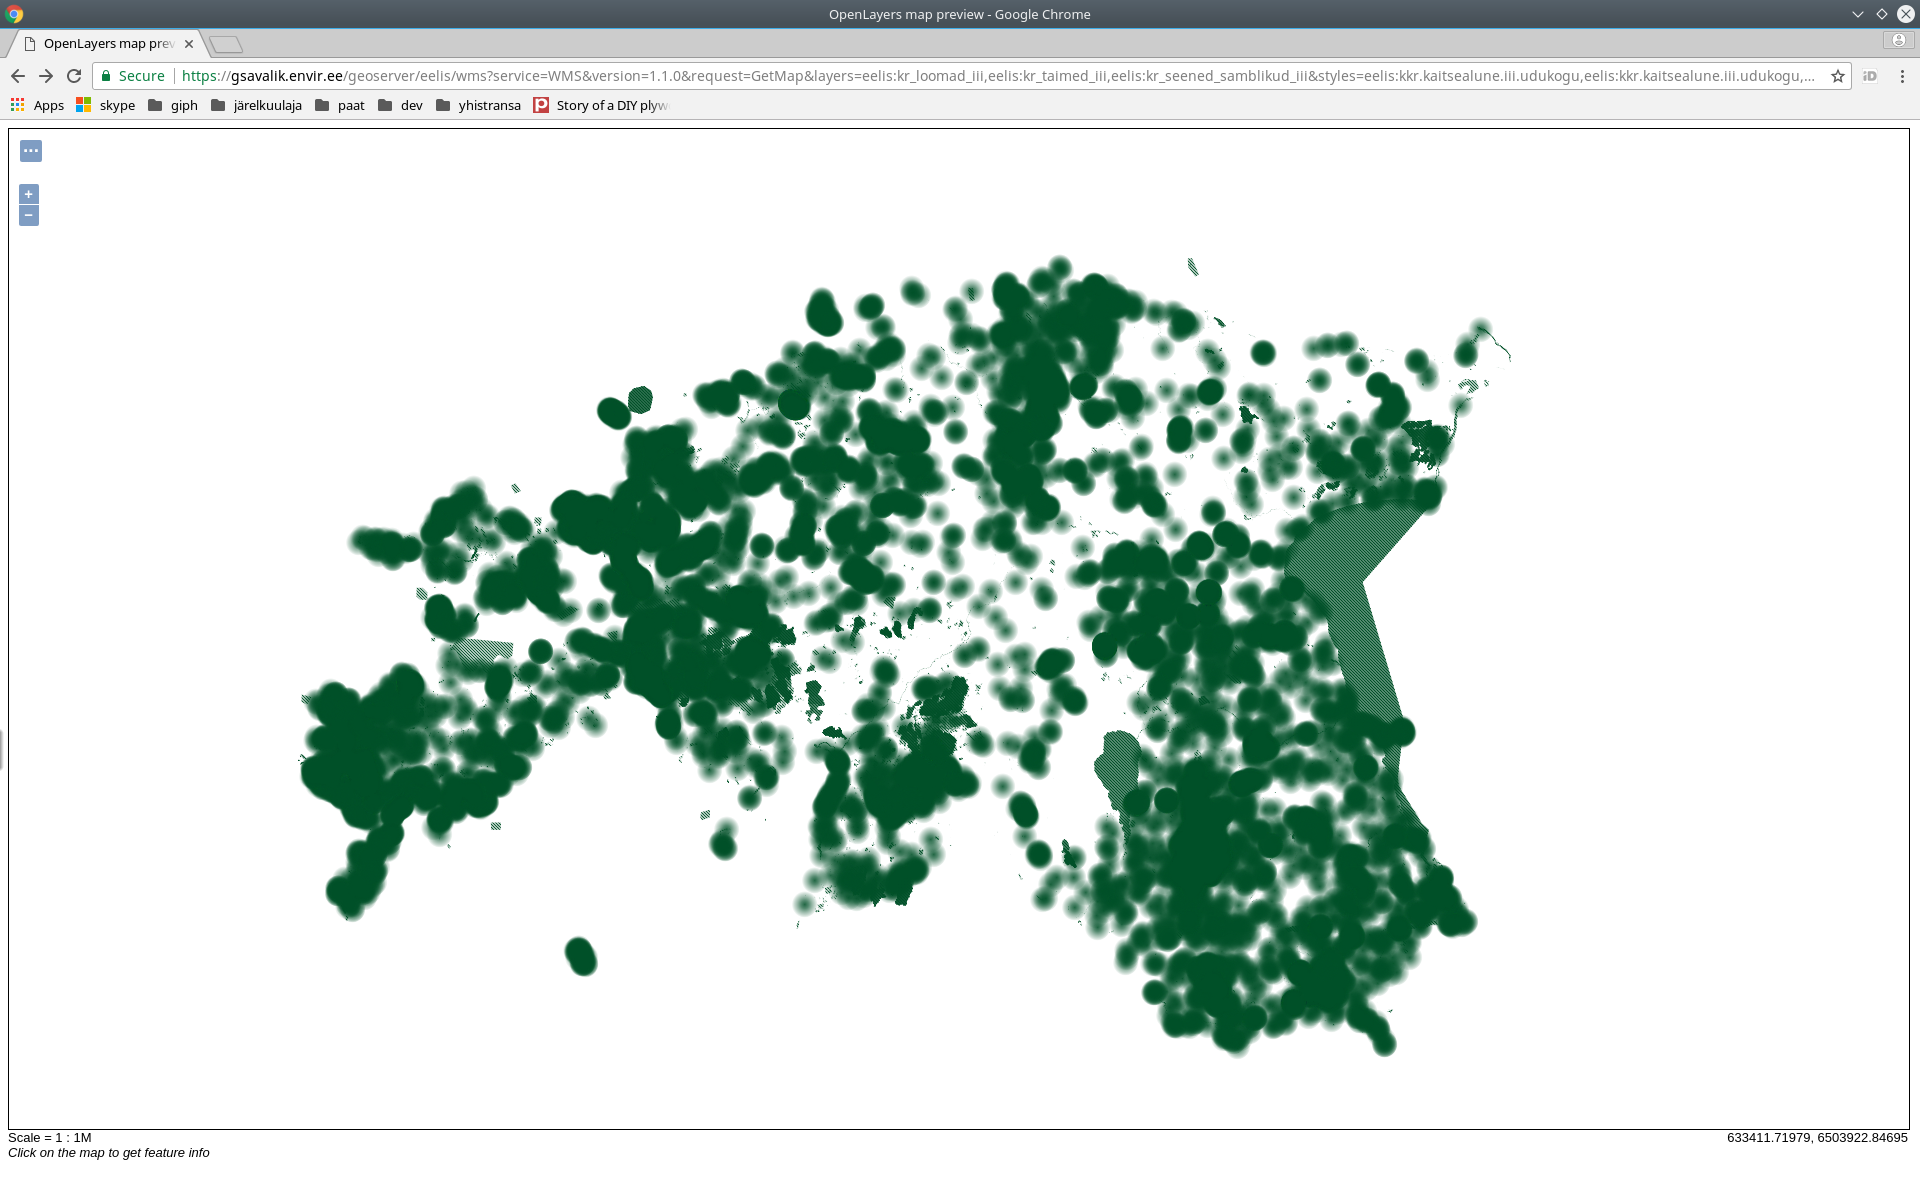 OpenLayers map preview - Google Chrome
OpenLayers map prev
Secure https://gsavalik.envir.ee/geoserver/eelis/wms?service=WMS&version=1.1.0&request=GetMap&layers=eelis:kr_loomad_iii,eelis:kr_taimed_iii,eelis:kr_seened_samblikud_iii&styles=eelis:kkr.kaitsealune.iii.udukogu,eelis:kkr.kaitsealune.iii.udukogu,... iD
Apps skype giph järelkuulaja paat dev yhistransa Story of a DIY plyw
...
+
−
Scale = 1 : 1M 633411.71979, 6503922.84695
Click on the map to get feature info